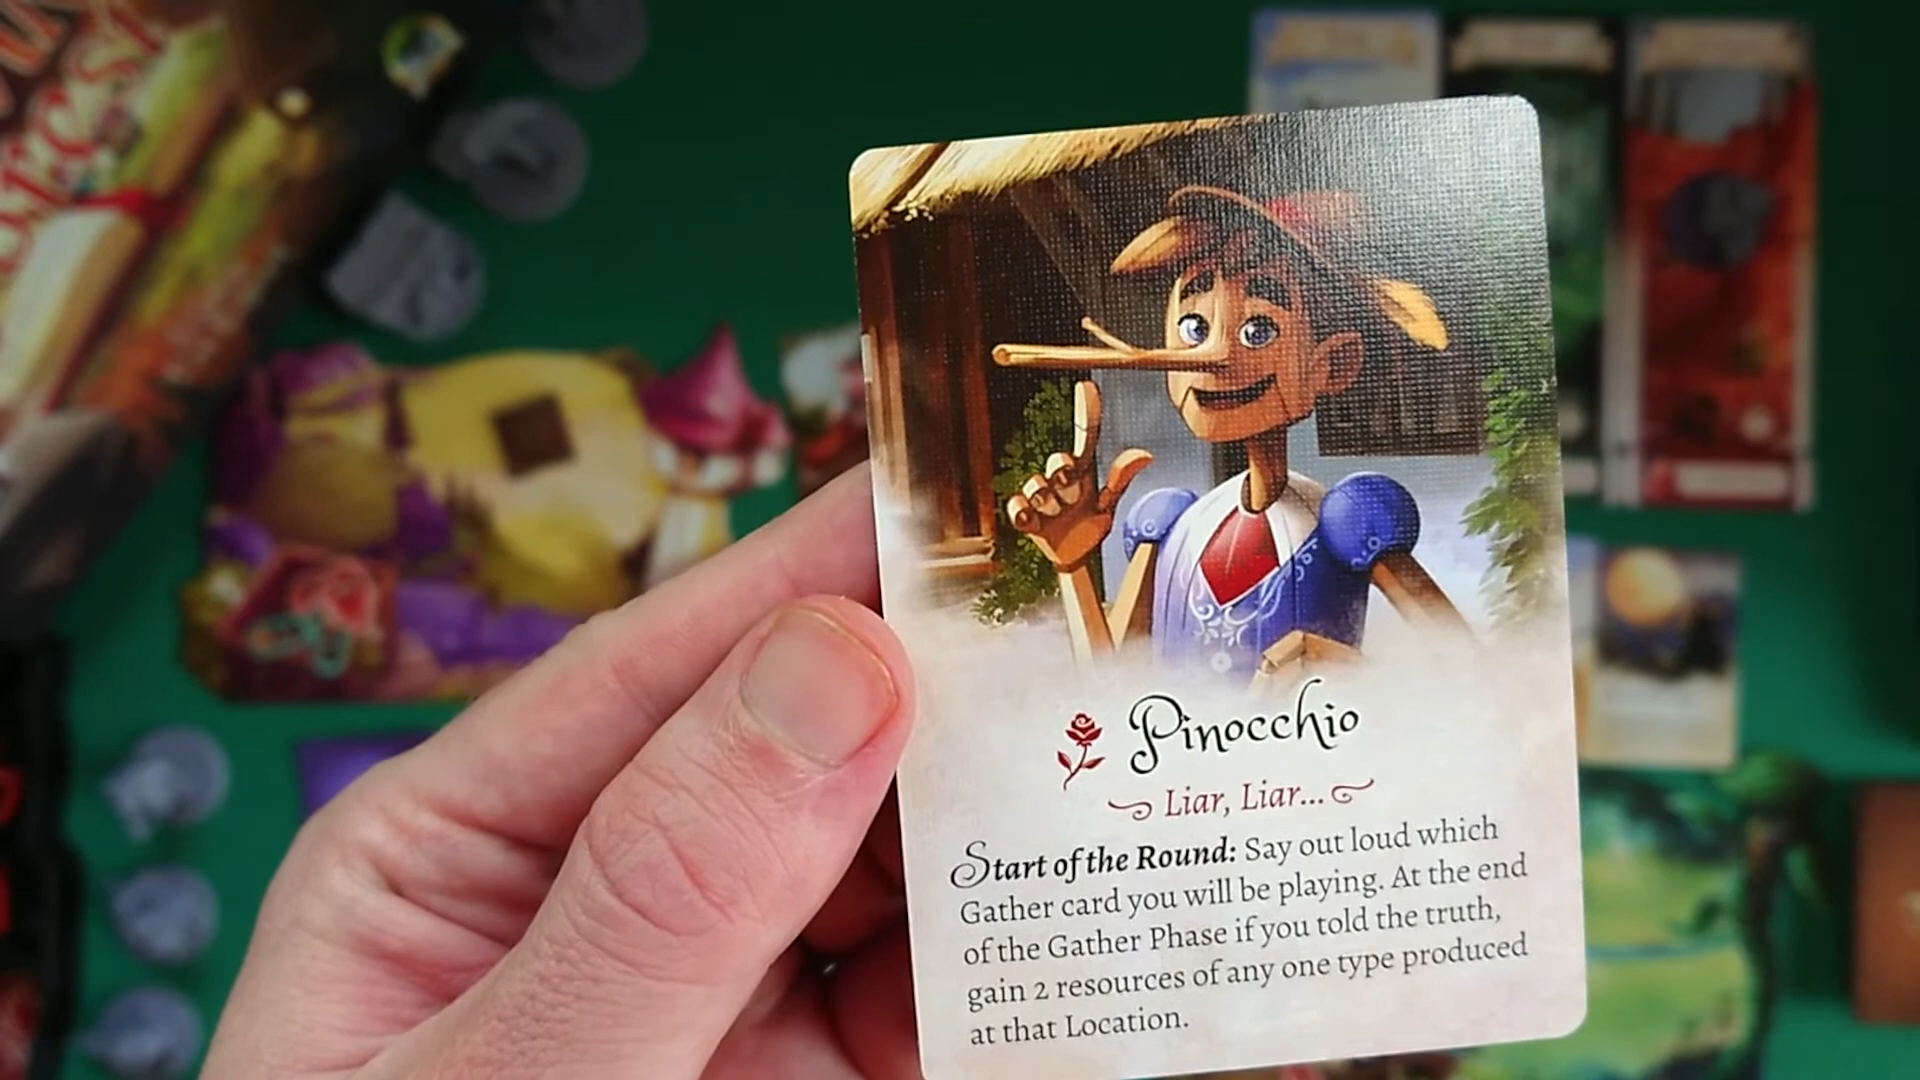 Pinocchio
Liar, Liar...
Start of the Round: Say out loud which
Gather card you will be playing. At the end
of the Gather Phase if you told the truth,
gain 2 resources of any one type produced
at that Location.